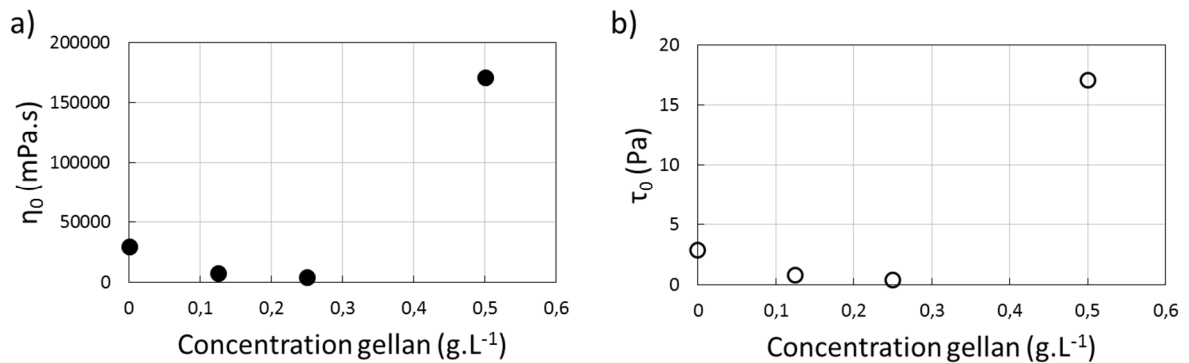 a)
200000
150000
100000
50000
0
η₀ (mPa.s)
0 0,1 0,2 0,3 0,4 0,5 0,6
Concentration gellan (g.L⁻¹)
b)
20
15
10
5
0
τ₀ (Pa)
0 0,1 0,2 0,3 0,4 0,5 0,6
Concentration gellan (g.L⁻¹)